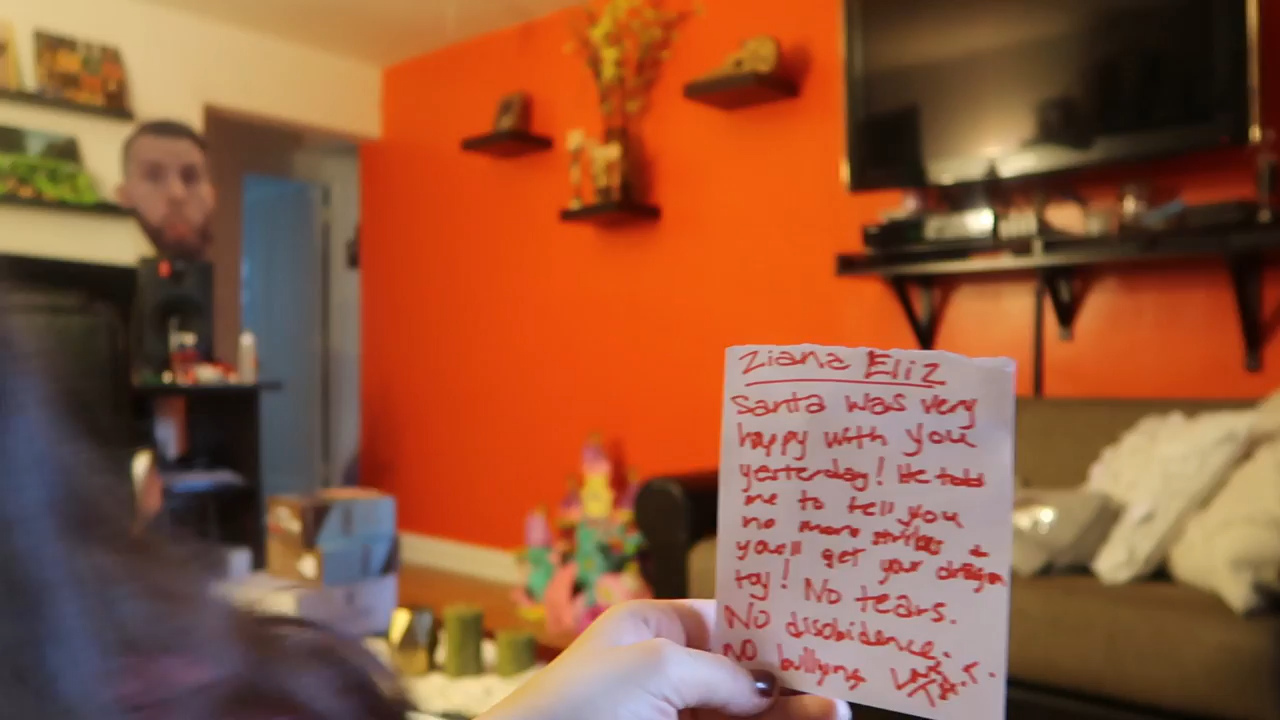 Ziana Eliz
Santa was very
happy with you
yesterday! He told
me to tell you
no more strikes &
you'll get your dragon
toy! No tears.
No disobidence.
NO bullying